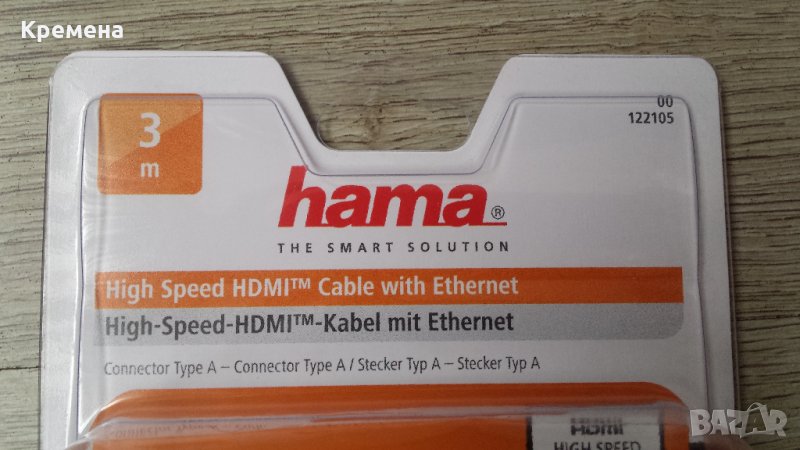 Кремена
3
m
00
122105
hama®
THE SMART SOLUTION
High Speed HDMI™ Cable with Ethernet
High-Speed-HDMI™-Kabel mit Ethernet
Connector Type A – Connector Type A / Stecker Typ A – Stecker Typ A
HDMI
HIGH SPEED
BAZAR